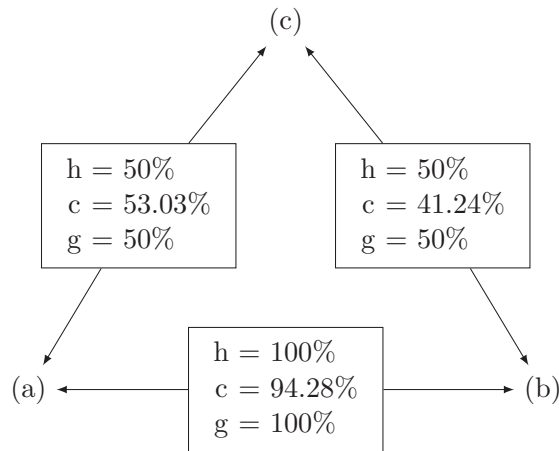 (c)
h = 50%
c = 53.03%
g = 50%
h = 50%
c = 41.24%
g = 50%
(a)
h = 100%
c = 94.28%
g = 100%
(b)